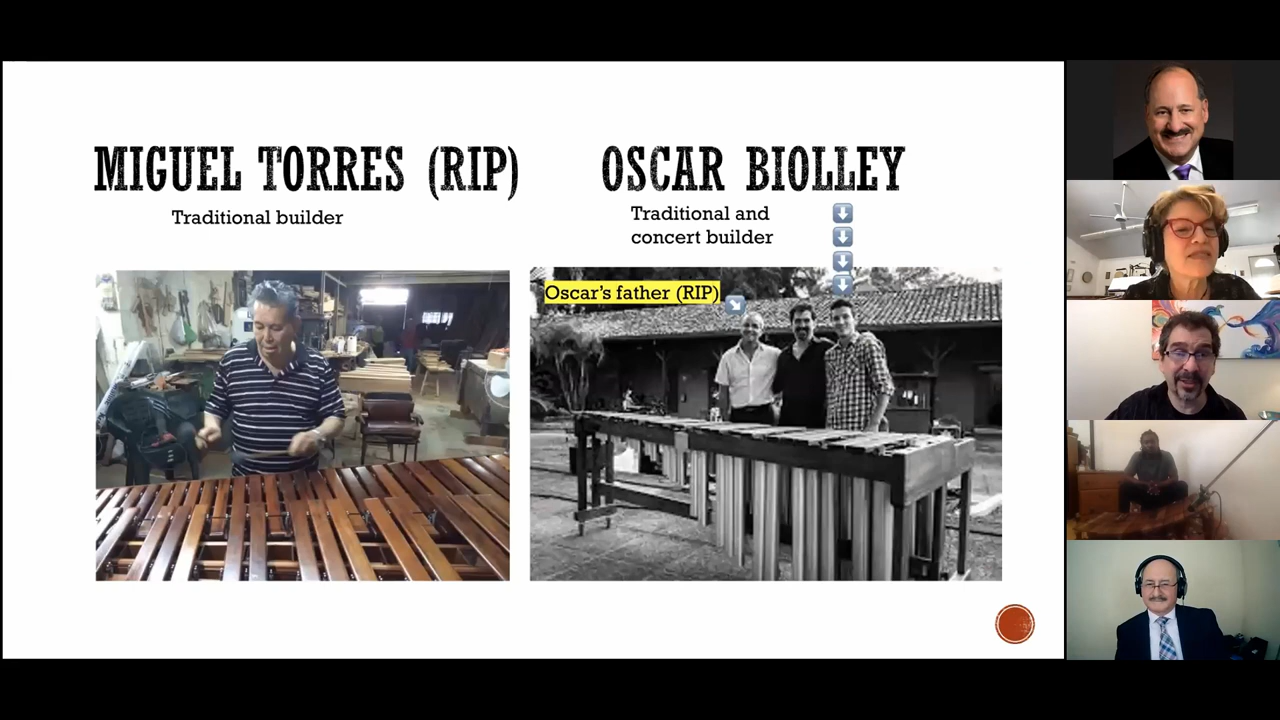 MIGUEL TORRES (RIP)
Traditional builder
OSCAR BIOLLEY
Traditional and
concert builder
Oscar's father (RIP)